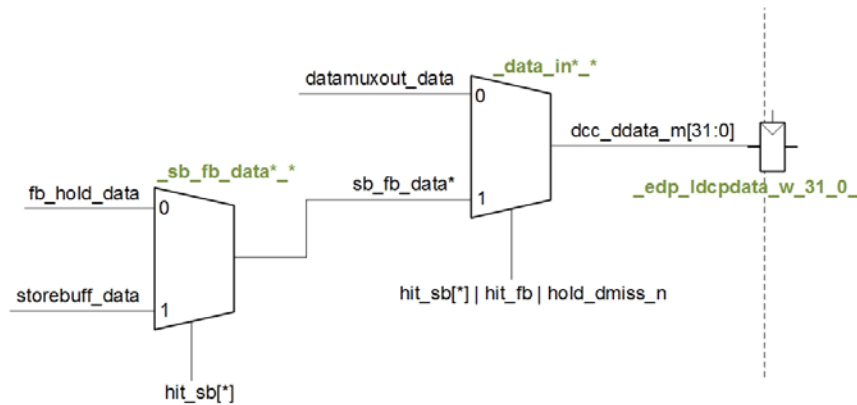 _data_in*_*
datamuxout_data
0
dcc_ddata_m[31:0]
_sb_fb_data*_*
sb_fb_data*
1
_edp_ldcpdata_w_31_0_
fb_hold_data
0
storebuff_data
1
hit_sb[*] | hit_fb | hold_dmiss_n
hit_sb[*]